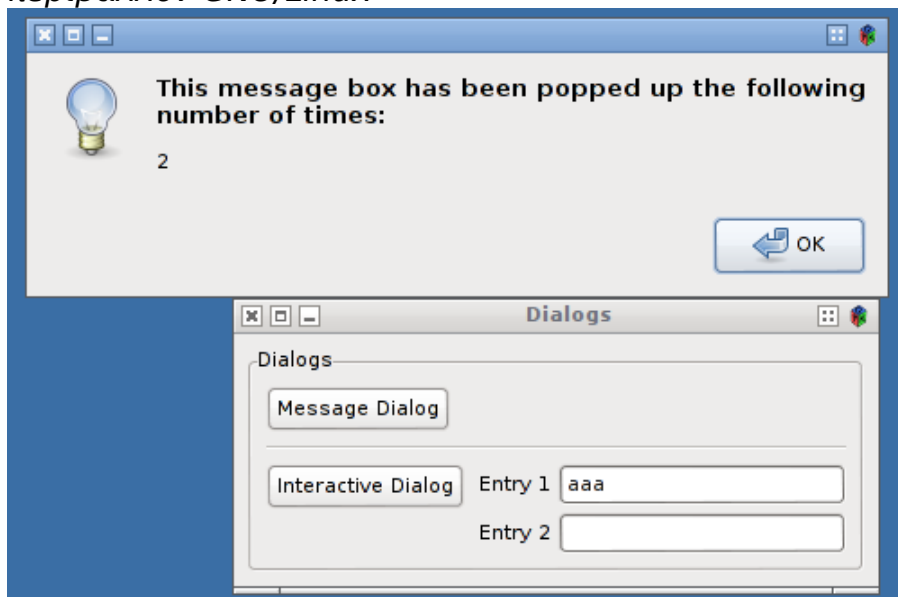 This message box has been popped up the following
number of times:
2
OK
Dialogs
Dialogs
Message Dialog
Interactive Dialog Entry 1 aaa
Entry 2